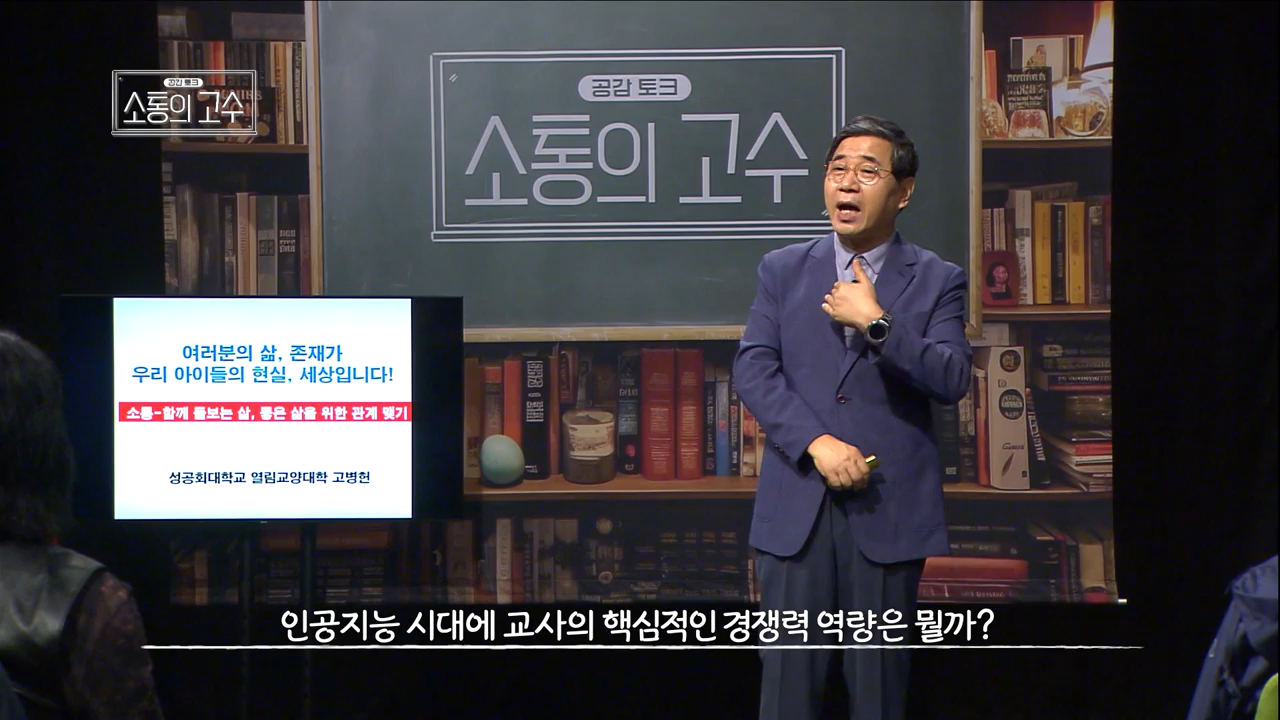 공감 토크
소통의 고수
공감 토크
소통의 고수
여러분의 삶, 존재가
우리 아이들의 현실, 세상입니다!
소통-함께 돌보는 삶, 좋은 삶을 위한 관계 맺기
성공회대학교 열림교양대학 고병헌
인공지능 시대에 교사의 핵심적인 경쟁력 역량은 뭘까?